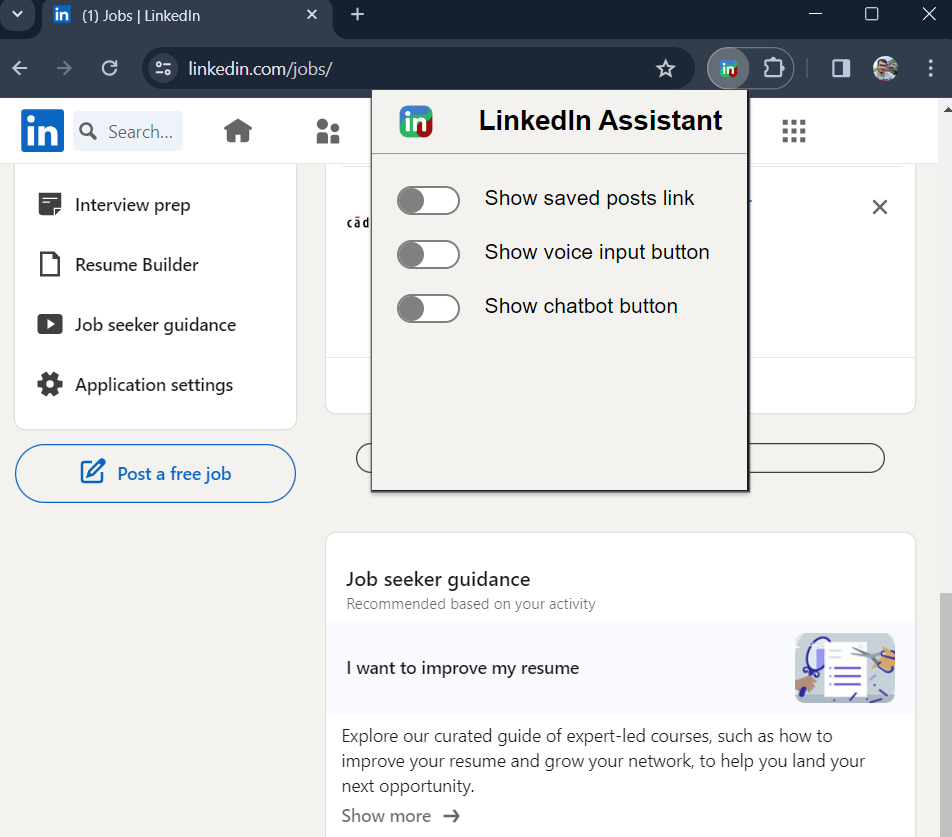 (1) Jobs | LinkedIn
linkedin.com/jobs/
in
in
Search...
in
LinkedIn Assistant
Show saved posts link
Show voice input button
Show chatbot button
Interview prep
Resume Builder
Job seeker guidance
Application settings
Post a free job
Job seeker guidance
Recommended based on your activity
I want to improve my resume
Explore our curated guide of expert-led courses, such as how to
improve your resume and grow your network, to help you land your
next opportunity.
Show more